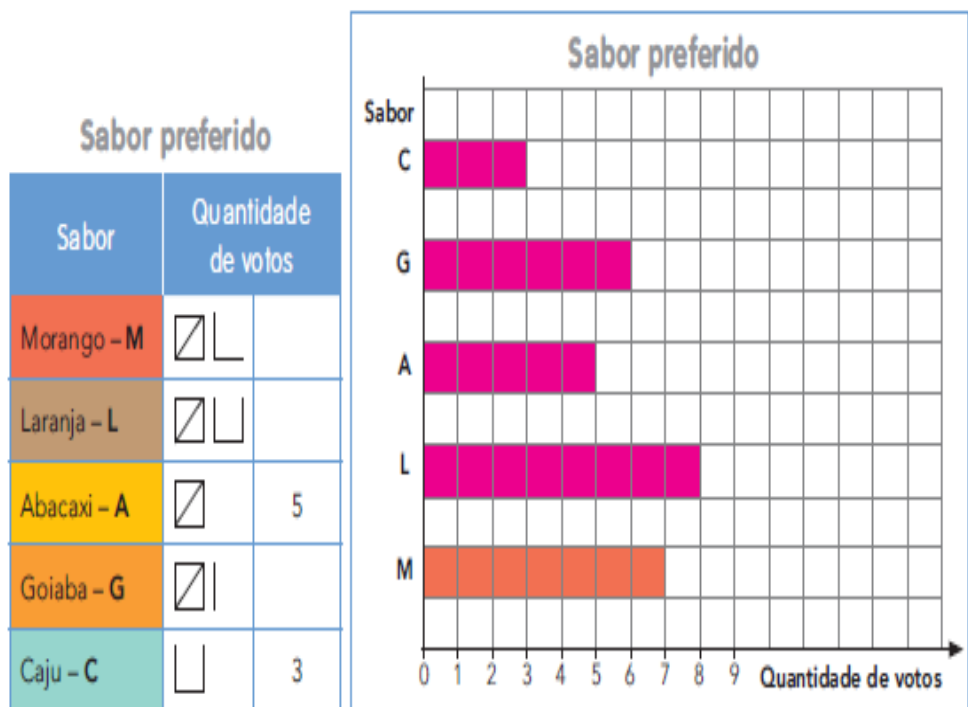 Sabor preferido
Sabor
Quantidade
de votos
Morango – M
Laranja – L
Abacaxi – A
5
Goiaba – G
Caju – C
3
Sabor preferido
Sabor
C
G
A
L
M
0 1 2 3 4 5 6 7 8 9 Quantidade de votos